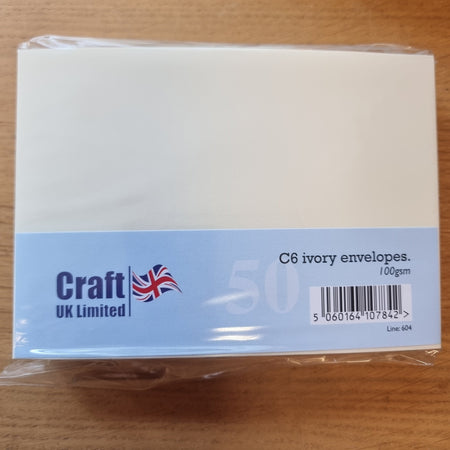 C6 ivory envelopes.
100gsm
50
Craft
UK Limited
5 060164 107842 >
Line: 604